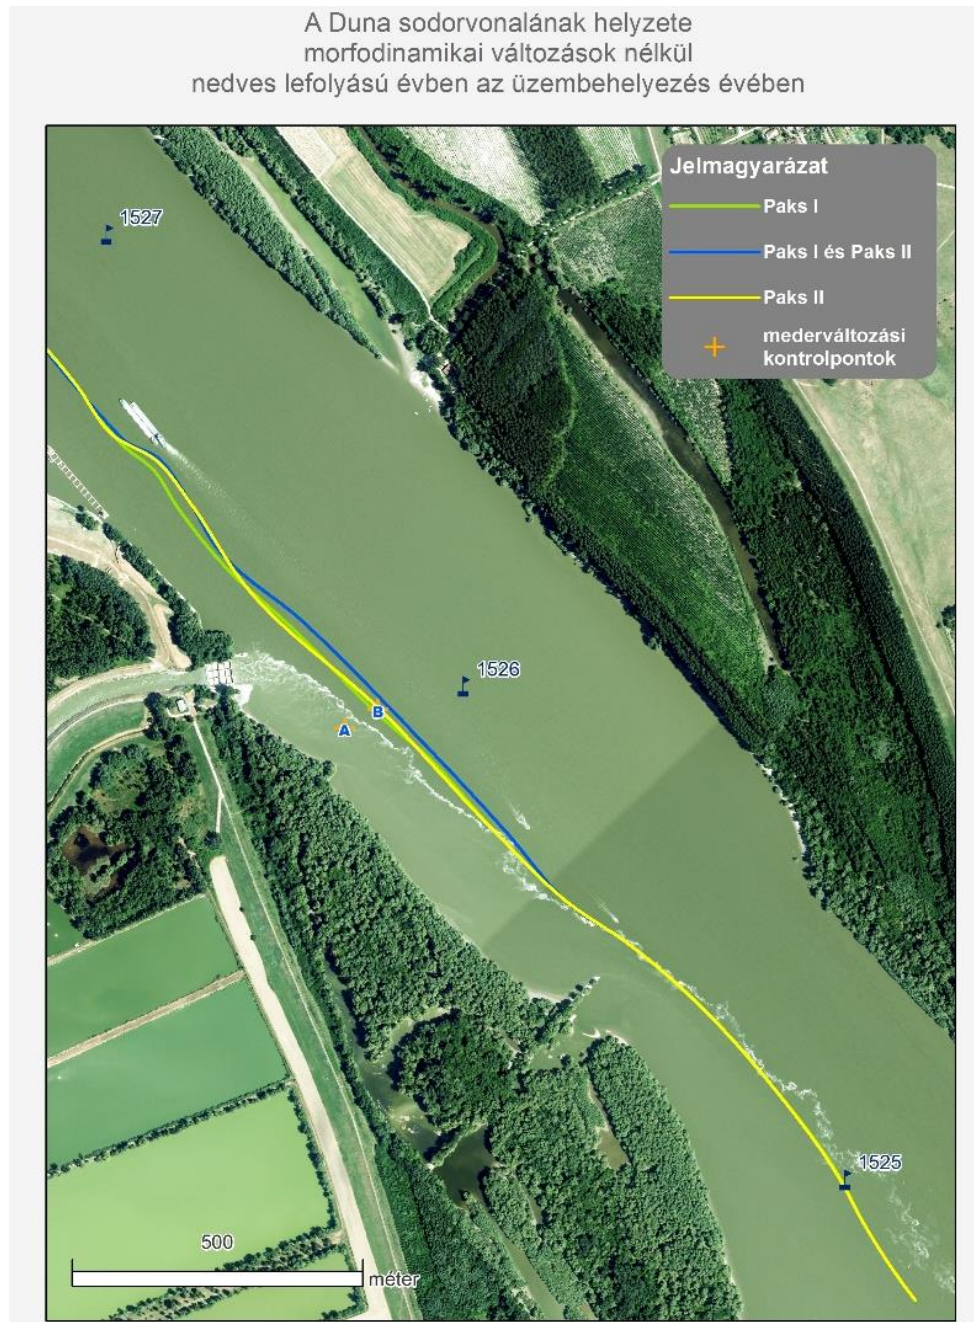 A Duna sodorvonalának helyzete
morfodinamikai változások nélkül
nedves lefolyású évben az üzembehelyezés évében
Jelmagyarázat
Paks I
Paks I és Paks II
Paks II
mederváltozási
kontrolpontok
1527
1526
B
A
1525
500
méter